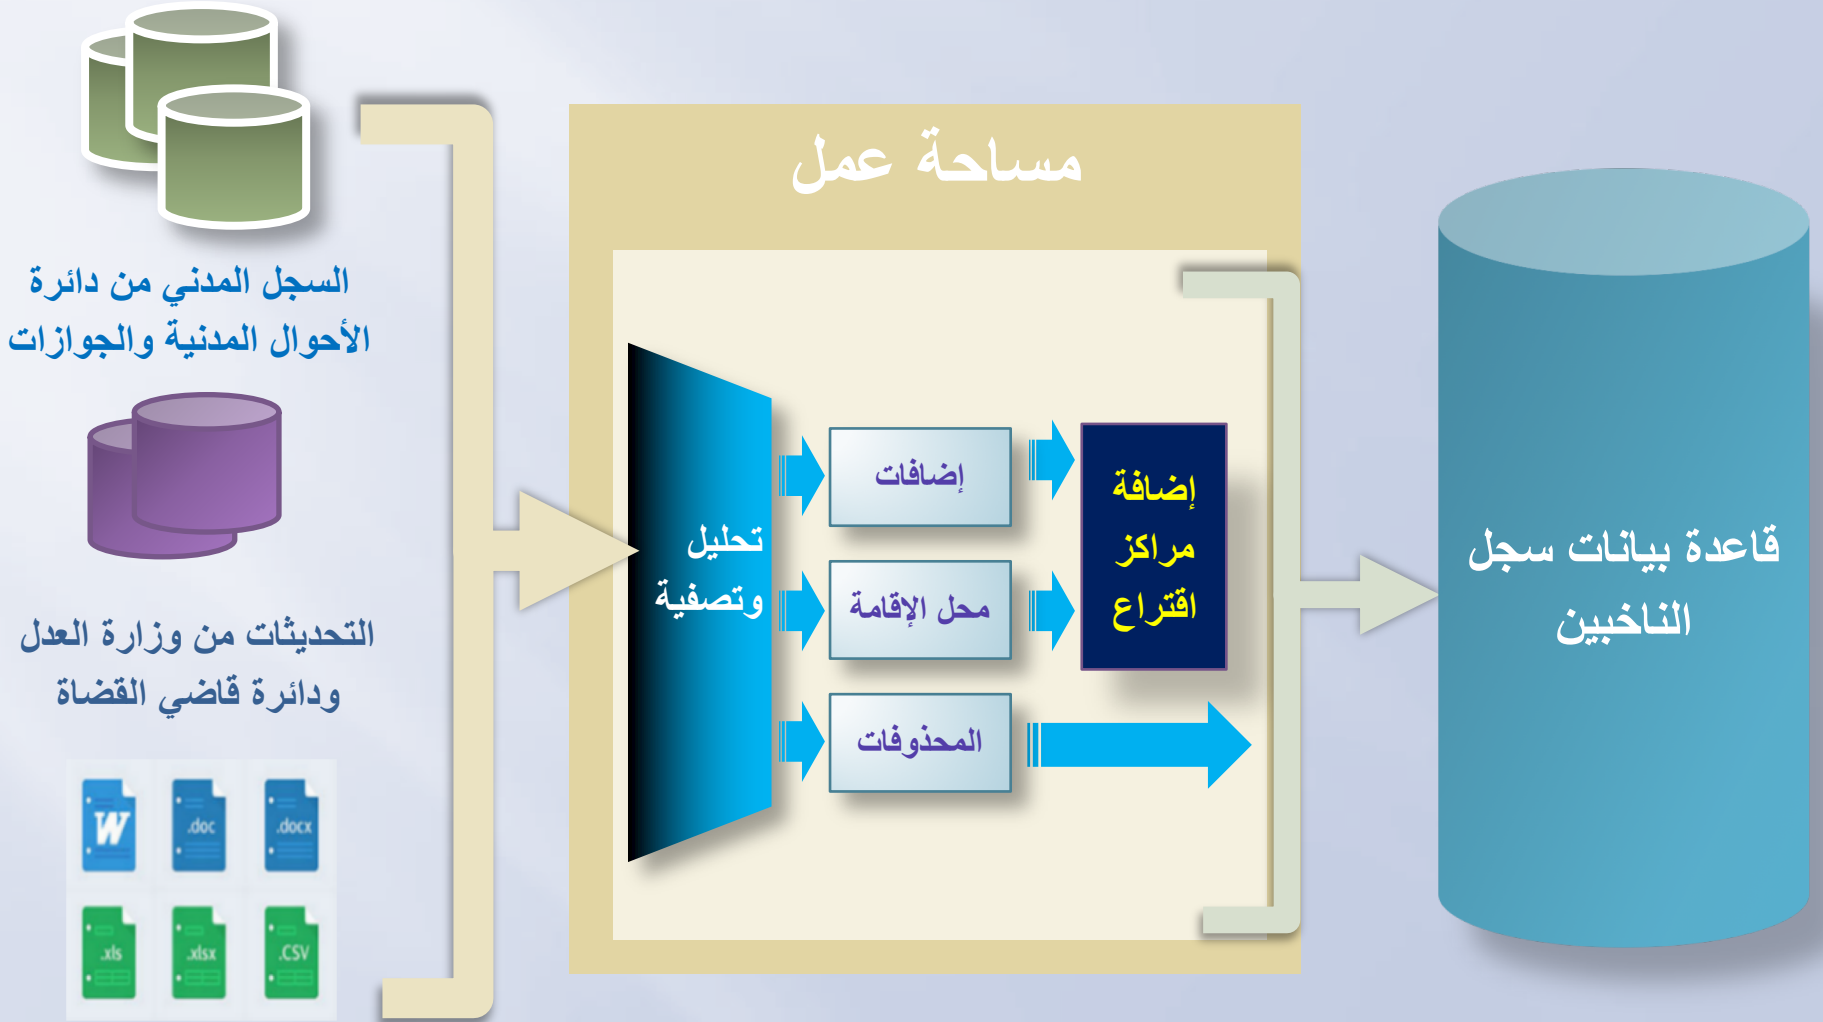 السجل المدني من دائرة
الأحوال المدنية والجوازات
التحديثات من وزارة العدل
ودائرة قاضي القضاة
W
.doc
.docx
.xls
.xlsx
.CSV
مساحة عمل
تحليل
وتصفية
إضافات
محل الإقامة
المحذوفات
إضافة
مراكز
اقتراع
قاعدة بيانات سجل
الناخبين